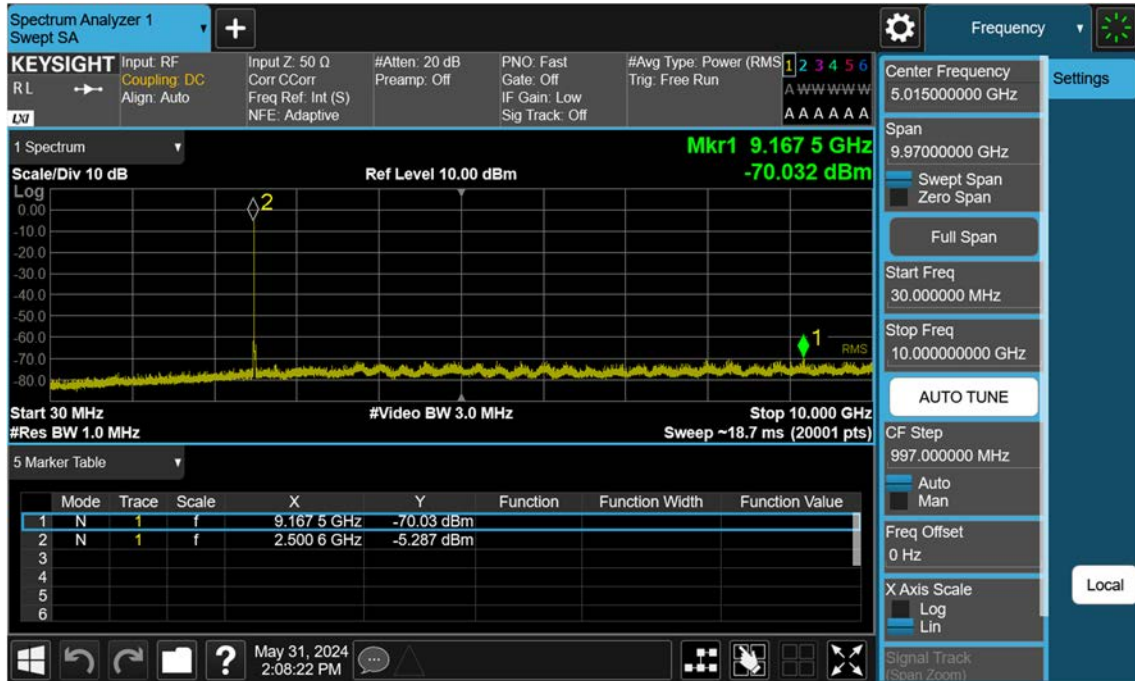 Spectrum Analyzer 1
Swept SA
+
Frequency
KEYSIGHT
R L
LXI
Input: RF
Coupling: DC
Align: Auto
Input Z: 50 Ω
Corr CCorr
Freq Ref: Int (S)
NFE: Adaptive
#Atten: 20 dB
Preamp: Off
PNO: Fast
Gate: Off
IF Gain: Low
Sig Track: Off
#Avg Type: Power (RMS
Trig: Free Run
1 2 3 4 5 6
A W W W W W
A A A A A A
1 Spectrum
Scale/Div 10 dB
Ref Level 10.00 dBm
Mkr1 9.167 5 GHz
-70.032 dBm
Log
0.00
-10.0
-20.0
-30.0
-40.0
-50.0
-60.0
-70.0
-80.0
2
1
RMS
Start 30 MHz
#Video BW 3.0 MHz
Stop 10.000 GHz
#Res BW 1.0 MHz
Sweep ~18.7 ms (20001 pts)
5 Marker Table
Mode Trace Scale X Y Function Function Width Function Value
1 N 1 f 9.167 5 GHz -70.03 dBm
2 N 1 f 2.500 6 GHz -5.287 dBm
3
4
5
6
?
May 31, 2024
2:08:22 PM
Center Frequency
5.015000000 GHz
Settings
Span
9.97000000 GHz
Swept Span
Zero Span
Full Span
Start Freq
30.000000 MHz
Stop Freq
10.000000000 GHz
AUTO TUNE
CF Step
997.000000 MHz
Auto
Man
Freq Offset
0 Hz
X Axis Scale
Log
Lin
Local
Signal Track
(Span Zoom)